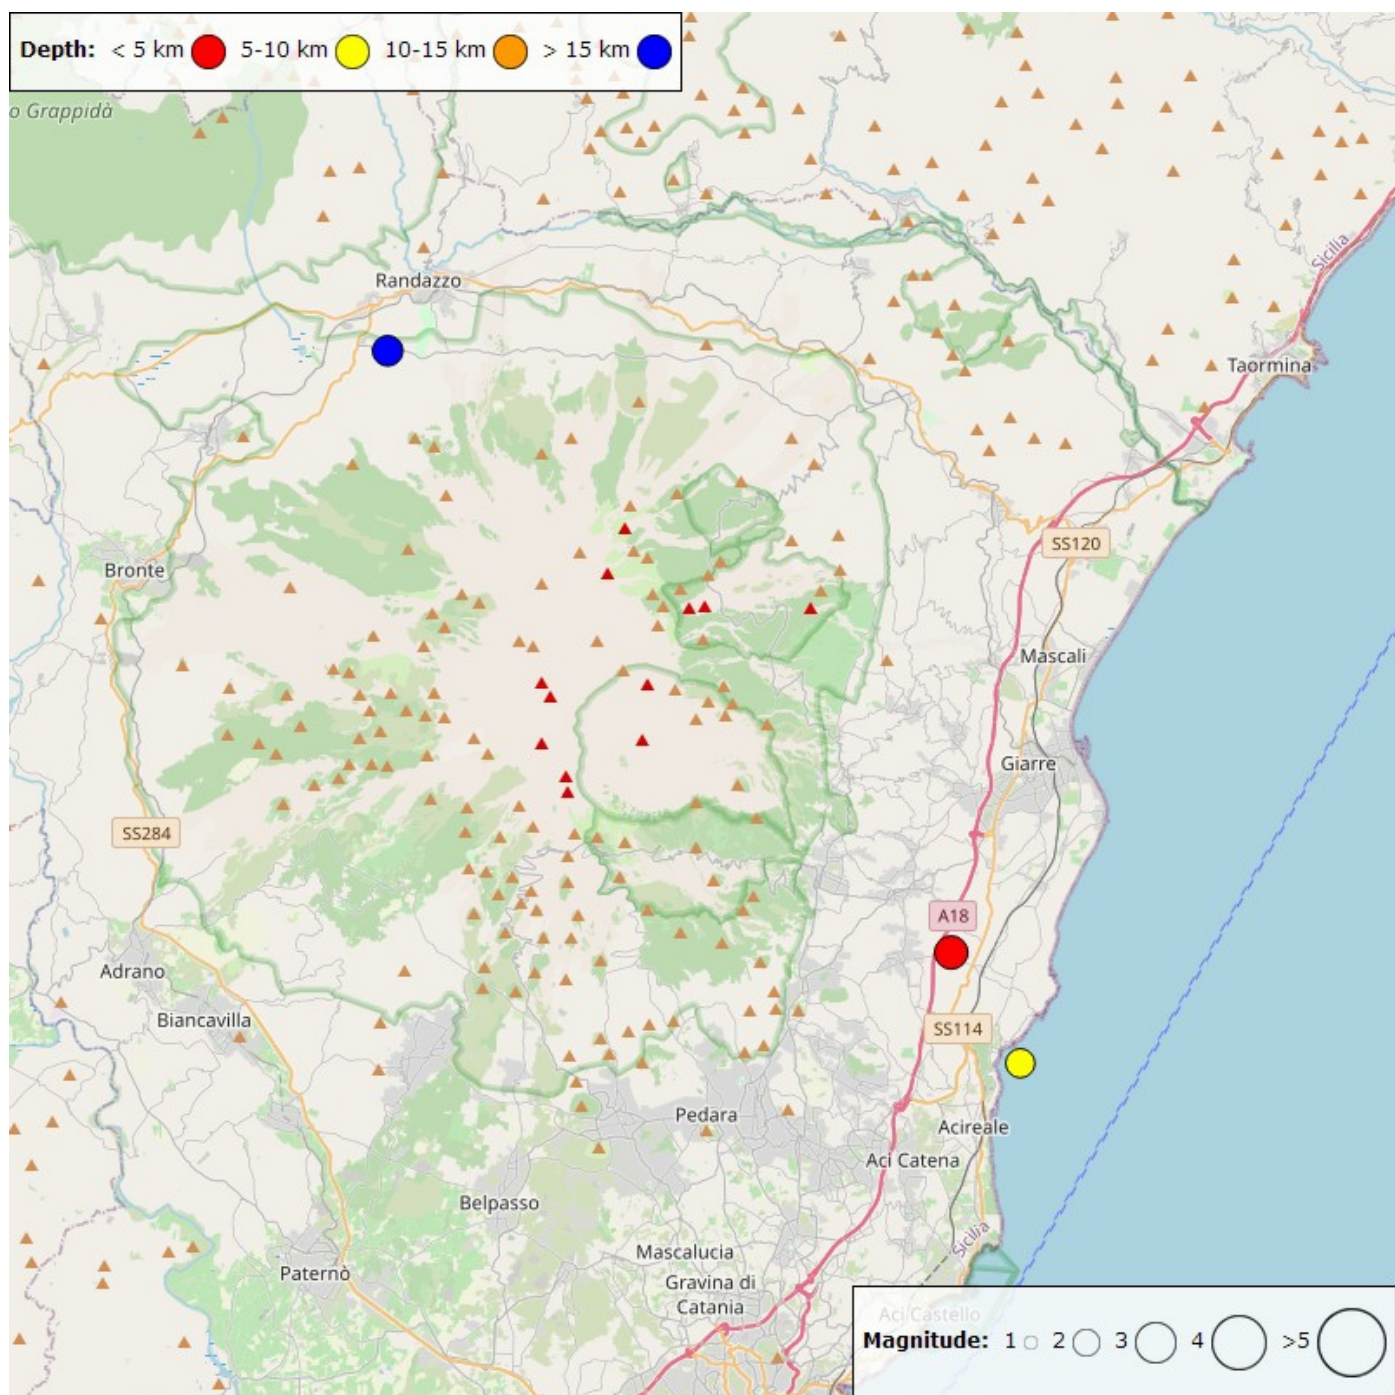 Depth: < 5 km 5-10 km 10-15 km > 15 km
o Grappidà
Sicilia
Randazzo
Taormina
SS120
Bronte
Mascali
Giarre
SS284
A18
Adrano
Biancavilla
SS114
Pedara
Acireale
Aci Catena
Belpasso
Sicilia
Mascalucia
Paternò
Gravina di
Catania
Aci Castello
Magnitude: 1 2 3 4 >5